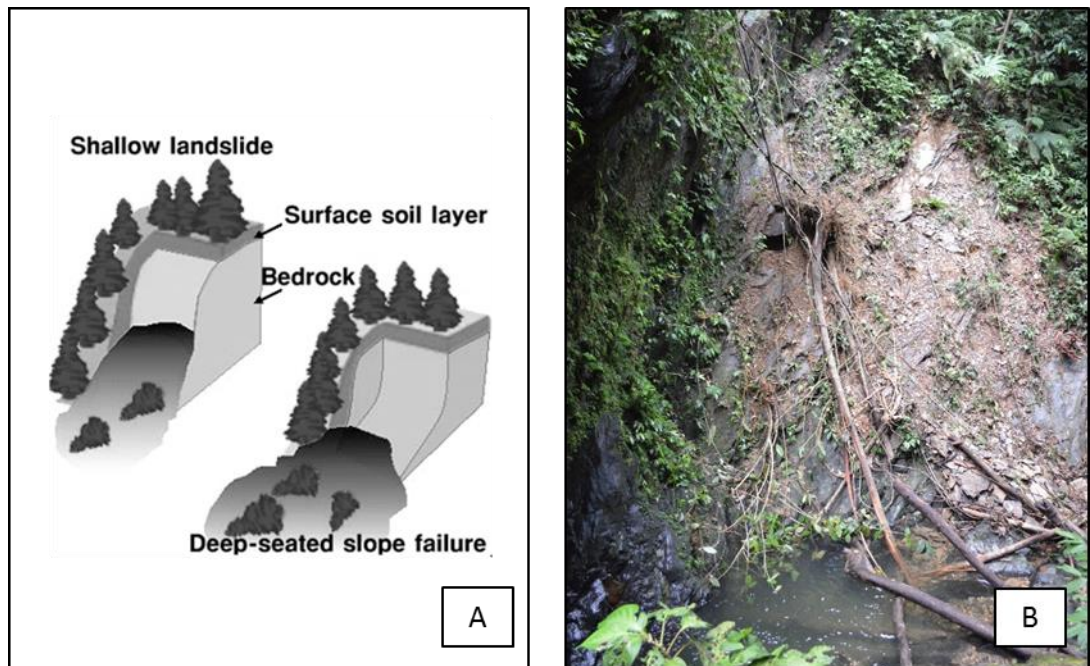 Shallow landslide
Surface soil layer
Bedrock
Deep-seated slope failure
A
B